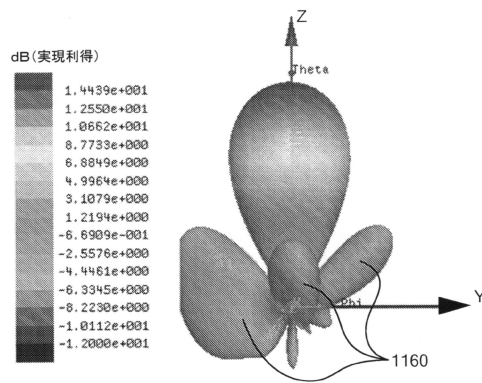 Z
dB(実現利得)
Theta
1.4439e+001
1.2550e+001
1.0662e+001
8.7733e+000
6.8849e+000
4.9964e+000
3.1079e+000
1.2194e+000
-6.6909e-001
-2.5576e+000
-4.4461e+000
-6.3345e+000
-8.2230e+000
-1.0112e+001
-1.2000e+001
Phi
Y
1160